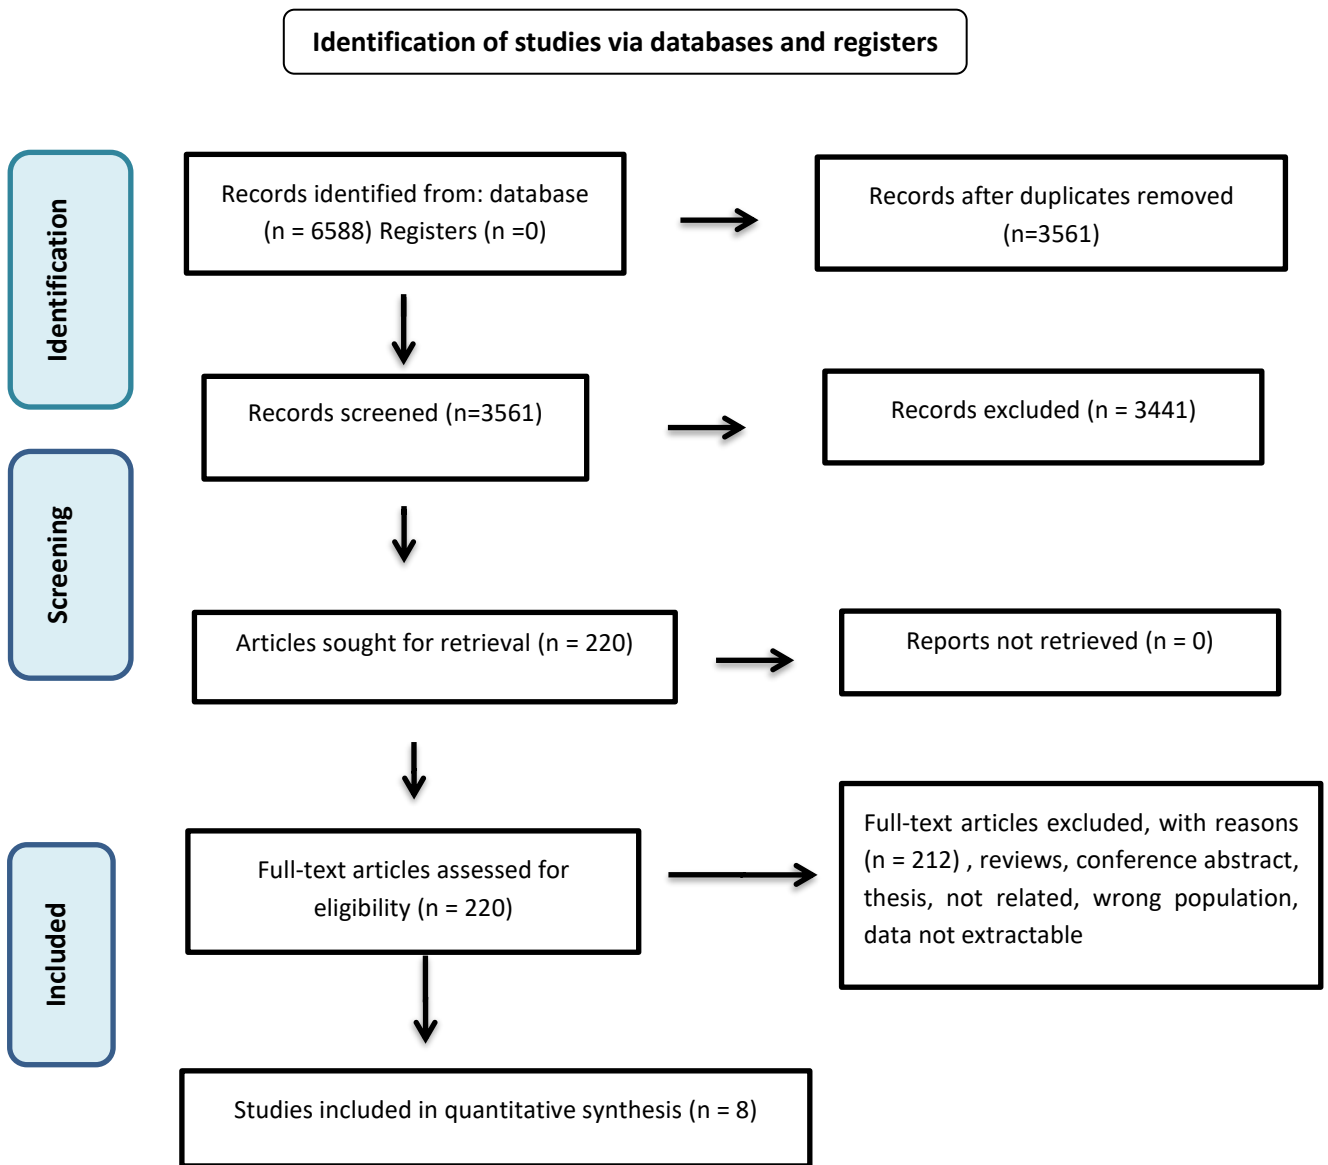 Identification of studies via databases and registers
Identification
Records identified from: database
(n = 6588) Registers (n =0)
Records after duplicates removed
(n=3561)
Records screened (n=3561)
Records excluded (n = 3441)
Screening
Articles sought for retrieval (n = 220)
Reports not retrieved (n = 0)
Included
Full-text articles assessed for
eligibility (n = 220)
Full-text articles excluded, with reasons
(n = 212) , reviews, conference abstract,
thesis, not related, wrong population,
data not extractable
Studies included in quantitative synthesis (n = 8)